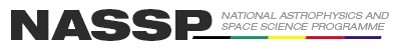 NASSP NATIONAL ASTROPHYSICS AND
SPACE SCIENCE PROGRAMME